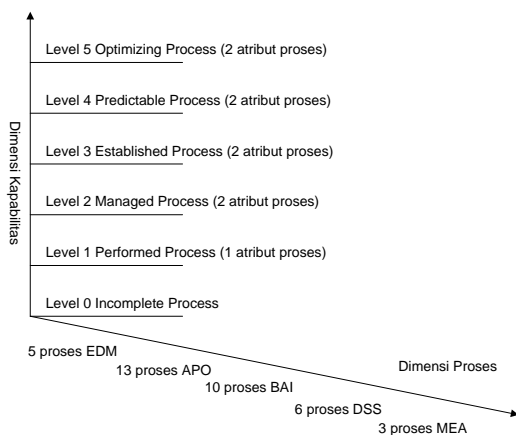 Level 5 Optimizing Process (2 atribut proses)
Level 4 Predictable Process (2 atribut proses)
Level 3 Established Process (2 atribut proses)
Level 2 Managed Process (2 atribut proses)
Level 1 Performed Process (1 atribut proses)
Level 0 Incomplete Process
Dimensi Kapabilitas
5 proses EDM
13 proses APO
10 proses BAI
6 proses DSS
3 proses MEA
Dimensi Proses